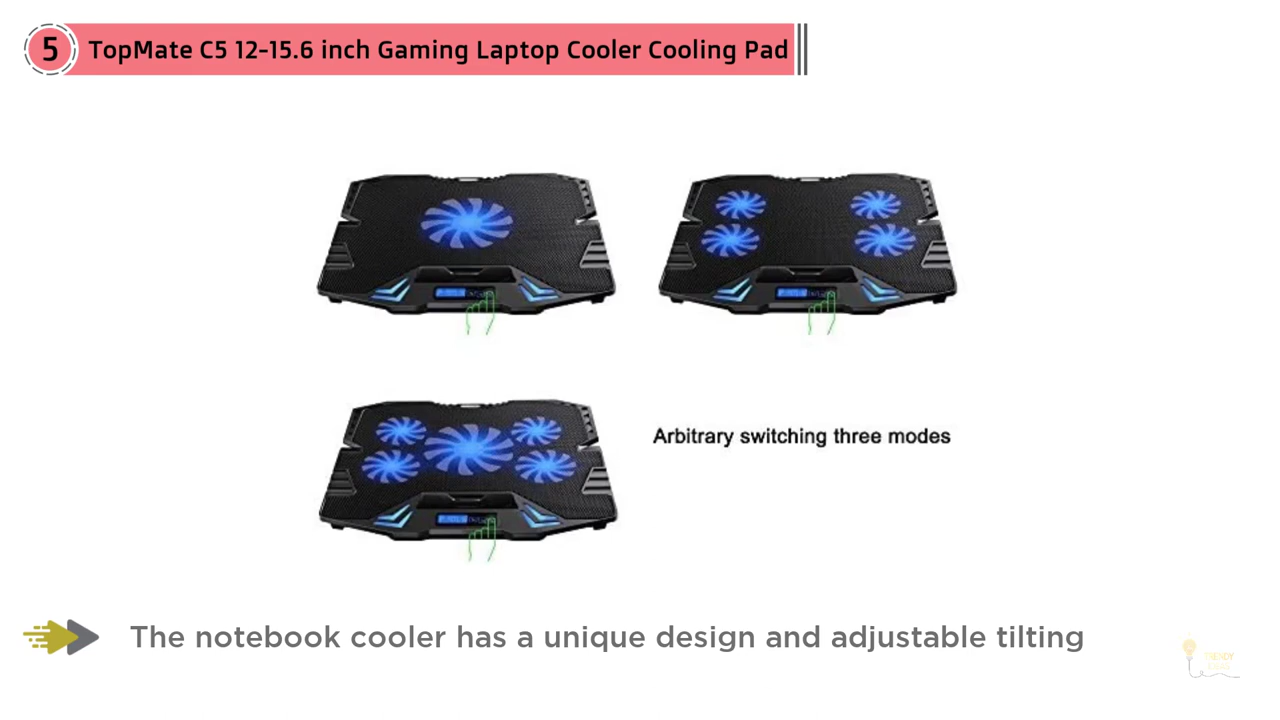 5
TopMate C5 12-15.6 inch Gaming Laptop Cooler Cooling Pad
Arbitrary switching three modes
The notebook cooler has a unique design and adjustable tilting
TRENDY